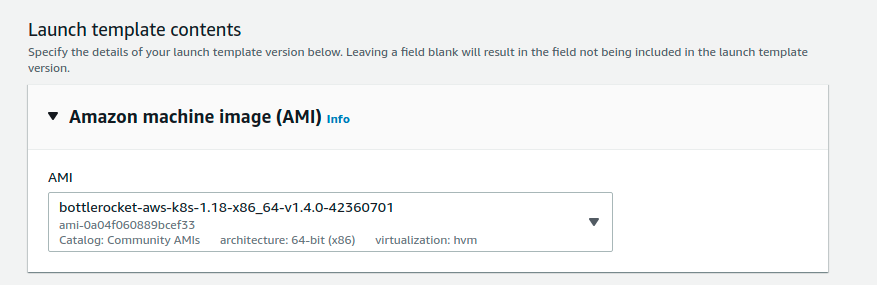 Launch template contents
Specify the details of your launch template version below. Leaving a field blank will result in the field not being included in the launch template
version.
Amazon machine image (AMI) Info
AMI
bottlerocket-aws-k8s-1.18-x86_64-v1.4.0-42360701
ami-0a04f060889bcef33
Catalog: Community AMIs architecture: 64-bit (x86) virtualization: hvm